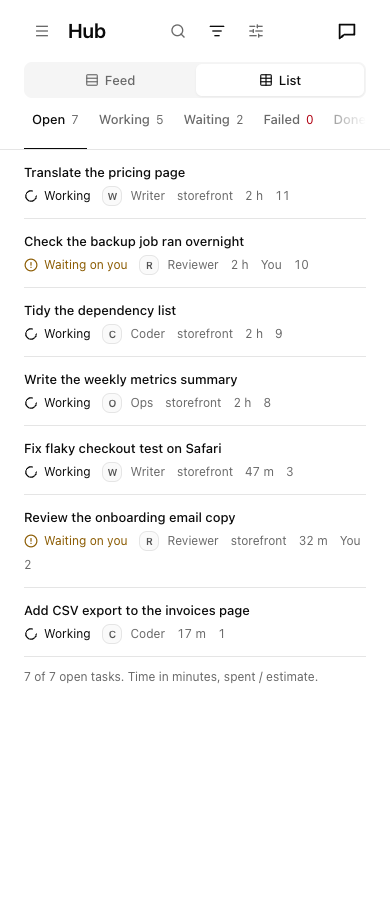 Hub
Feed List
Open 7 Working 5 Waiting 2 Failed 0 Done
Translate the pricing page
Working W Writer storefront 2 h 11
Check the backup job ran overnight
Waiting on you R Reviewer 2 h You 10
Tidy the dependency list
Working C Coder storefront 2 h 9
Write the weekly metrics summary
Working O Ops storefront 2 h 8
Fix flaky checkout test on Safari
Working W Writer storefront 47 m 3
Review the onboarding email copy
Waiting on you R Reviewer storefront 32 m You
2
Add CSV export to the invoices page
Working C Coder 17 m 1
7 of 7 open tasks. Time in minutes, spent / estimate.